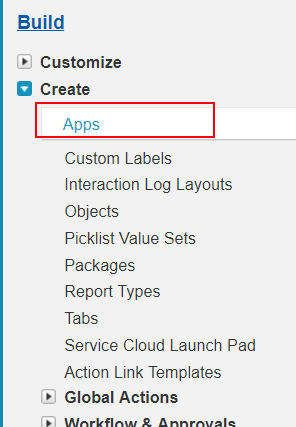 Build
Customize
Create
Apps
Custom Labels
Interaction Log Layouts
Objects
Picklist Value Sets
Packages
Report Types
Tabs
Service Cloud Launch Pad
Action Link Templates
Global Actions
Workflow & Approvals